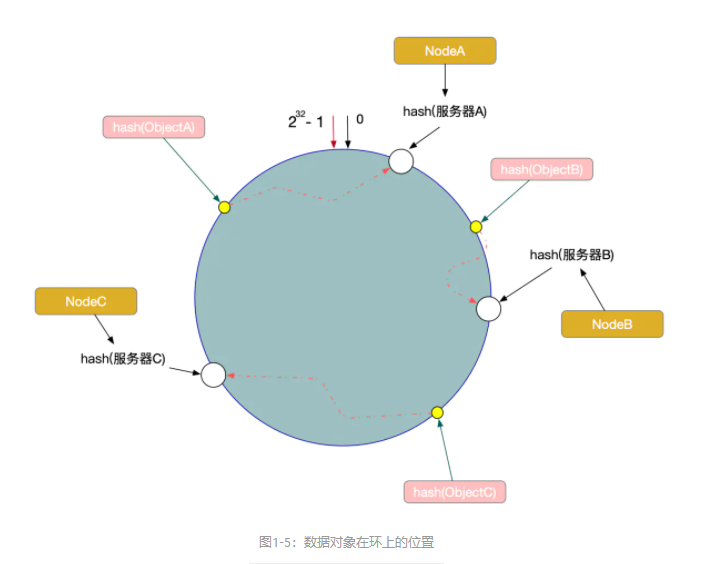 NodeA
hash(服务器A)
2^32 - 1
0
hash(ObjectA)
hash(ObjectB)
hash(服务器B)
NodeC
NodeB
hash(服务器C)
hash(ObjectC)
图1-5：数据对象在环上的位置